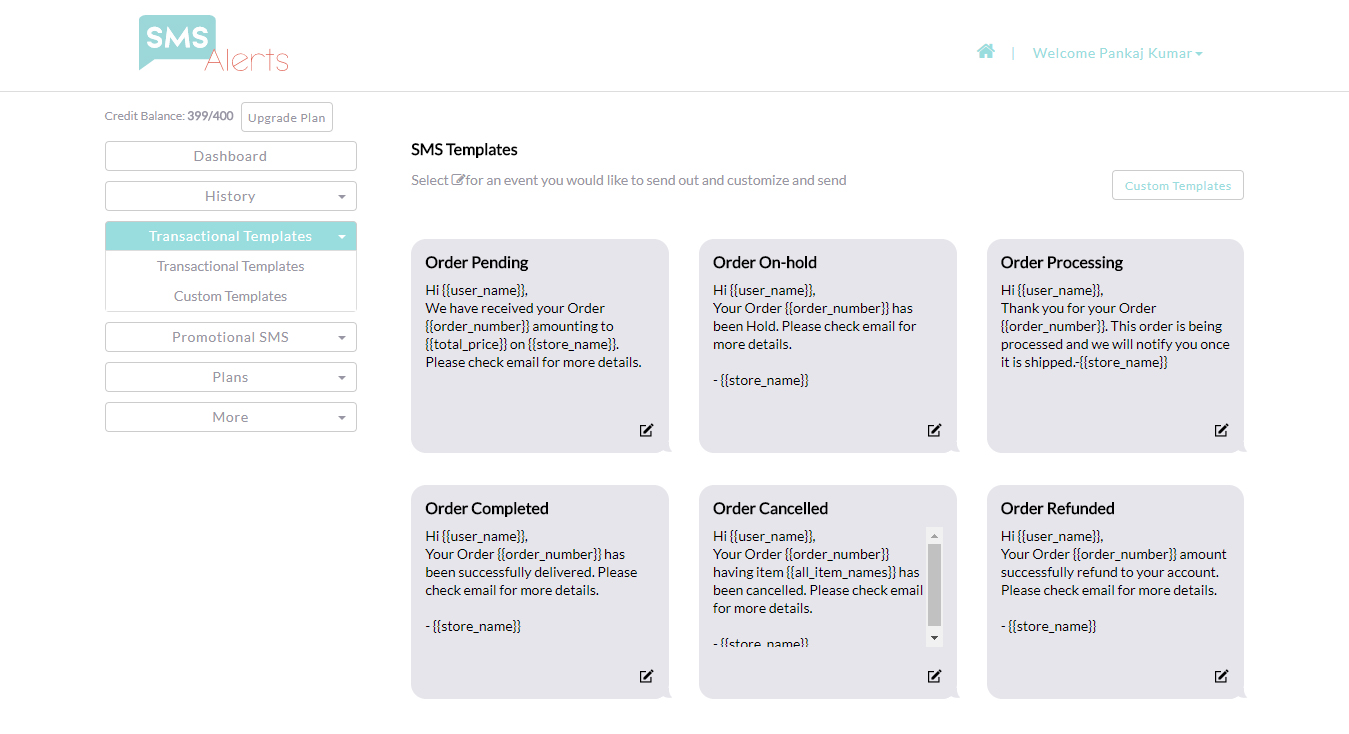 SMS
Alerts
|
Welcome Pankaj Kumar
Credit Balance: 399/400
Upgrade Plan
Dashboard
History
Transactional Templates
Transactional Templates
Custom Templates
Promotional SMS
Plans
More
SMS Templates
Select for an event you would like to send out and customize and send
Custom Templates
Order Pending
Hi {{user_name}},
We have received your Order
{{order_number}} amounting to
{{total_price}} on {{store_name}}.
Please check email for more details.
Order On-hold
Hi {{user_name}},
Your Order {{order_number}} has
been Hold. Please check email for
more details.
- {{store_name}}
Order Processing
Hi {{user_name}},
Thank you for your Order
{{order_number}}. This order is being
processed and we will notify you once
it is shipped.-{{store_name}}
Order Completed
Hi {{user_name}},
Your Order {{order_number}} has
been successfully delivered. Please
check email for more details.
- {{store_name}}
Order Cancelled
Hi {{user_name}},
Your Order {{order_number}}
having item {{all_item_names}} has
been cancelled. Please check email
for more details.
- {{store_name}}
Order Refunded
Hi {{user_name}},
Your Order {{order_number}} amount
successfully refund to your account.
Please check email for more details.
- {{store_name}}